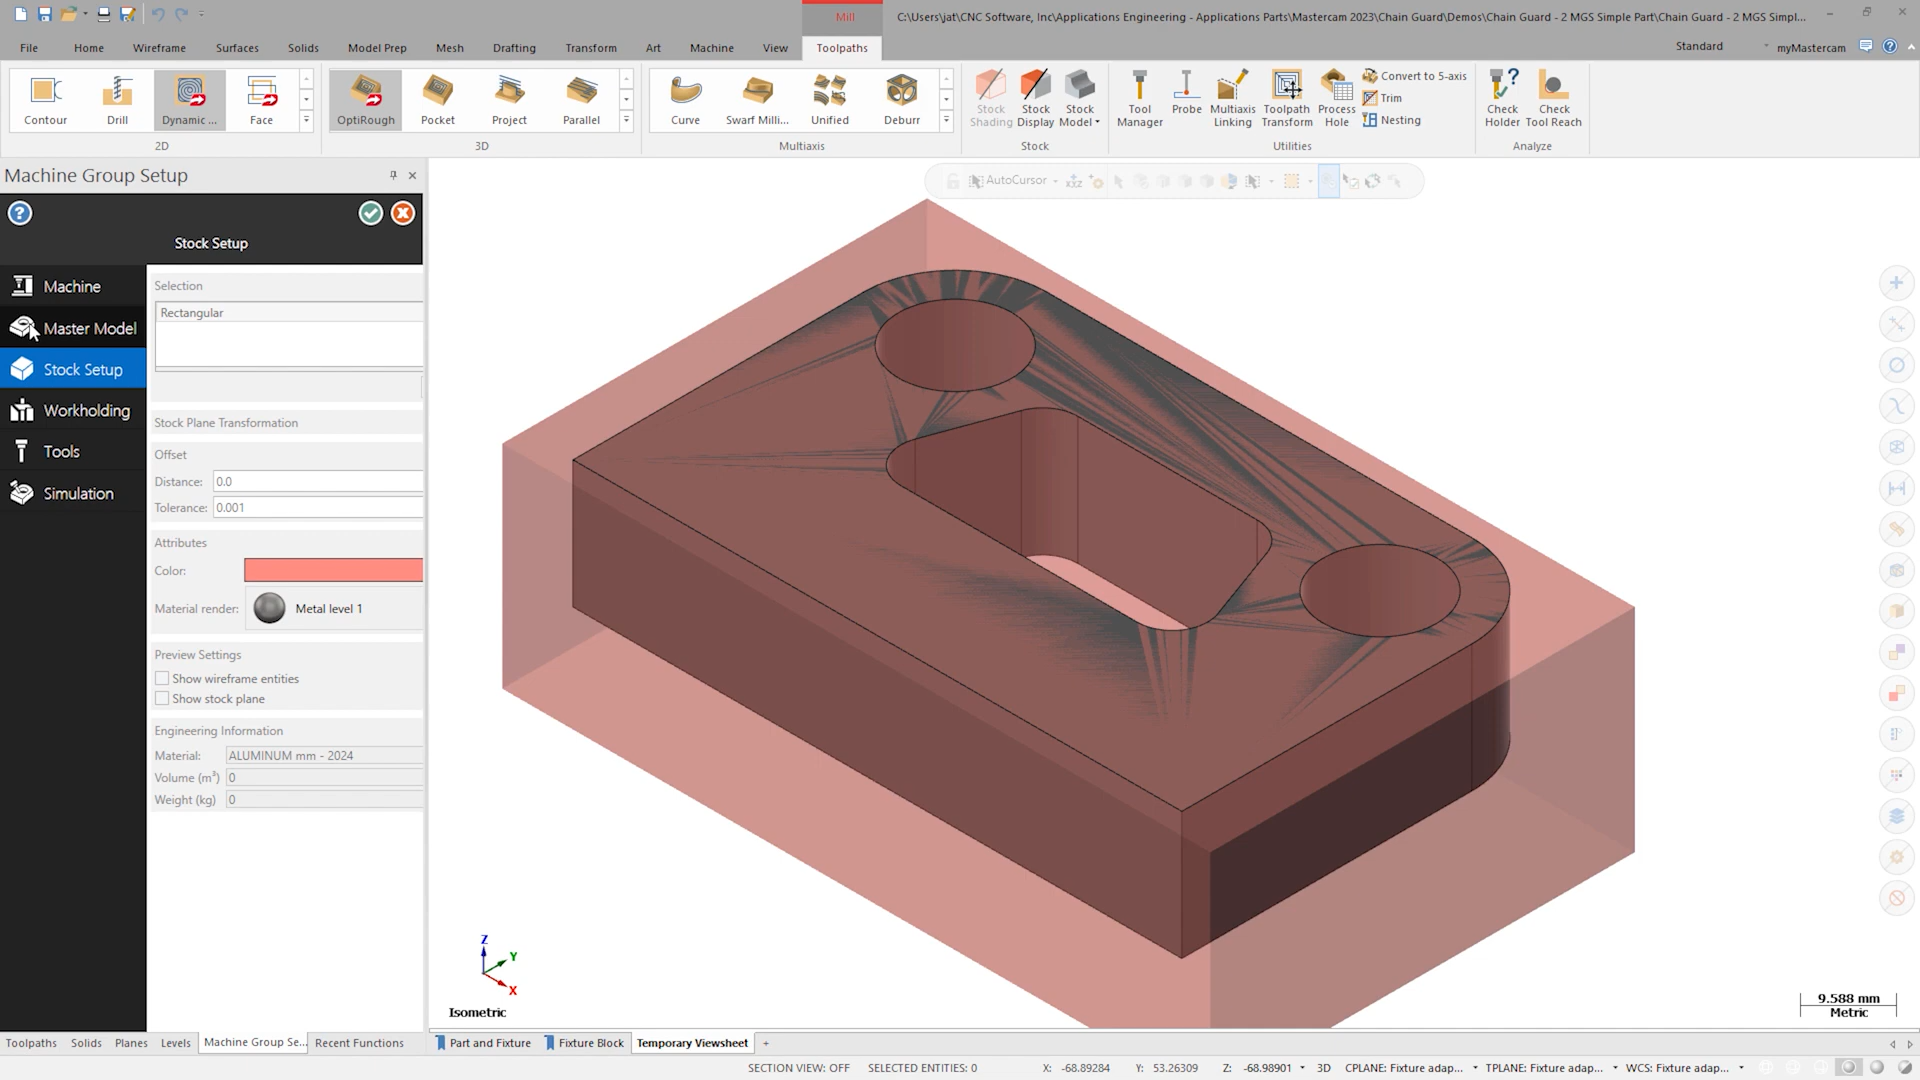 Mill
C:\Users\jat\CNC Software, Inc\Applications Engineering - Applications Parts\Mastercam 2023\Chain Guard\Demos\Chain Guard - 2 MGS Simple Part\Chain Guard - 2 MGS Simpl...
File Home Wireframe Surfaces Solids Model Prep Mesh Drafting Transform Art Machine View Toolpaths
Standard myMastercam
Contour Drill Dynamic ... Face
2D
OptiRough Pocket Project Parallel
3D
Curve Swarf Milli... Unified Deburr
Multiaxis
Stock Shading
Stock Display
Stock Model
Stock
Tool Manager
Probe
Multiaxis Linking
Toolpath Transform
Process Hole
Convert to 5-axis
Trim
Nesting
Utilities
Check Holder
Check Tool Reach
Analyze
Machine Group Setup
Stock Setup
Machine
Master Model
Stock Setup
Workholding
Tools
Simulation
Selection
Rectangular
Stock Plane Transformation
Offset
Distance: 0.0
Tolerance: 0.001
Attributes
Color:
Material render: Metal level 1
Preview Settings
Show wireframe entities
Show stock plane
Engineering Information
Material: ALUMINUM mm - 2024
Volume (m³) 0
Weight (kg) 0
AutoCursor
Z
Y
X
Isometric
9.588 mm
Metric
Toolpaths Solids Planes Levels Machine Group Se... Recent Functions
Part and Fixture Fixture Block Temporary Viewsheet +
SECTION VIEW: OFF SELECTED ENTITIES: 0 X: -68.89284 Y: 53.26309 Z: -68.98901 3D CPLANE: Fixture adap... TPLANE: Fixture adap... WCS: Fixture adap...